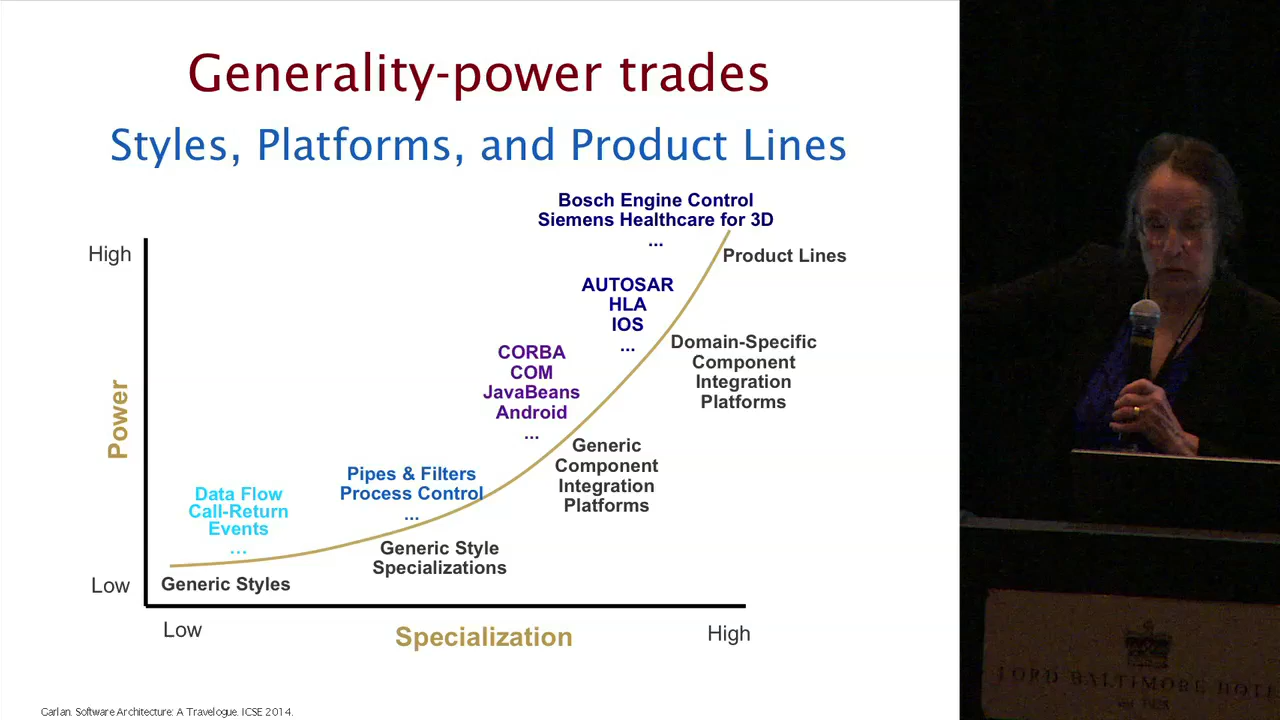 Generality-power trades
Styles, Platforms, and Product Lines
Bosch Engine Control
Siemens Healthcare for 3D
...
High
Product Lines
AUTOSAR
HLA
IOS
...
Domain-Specific
Component
Integration
Platforms
CORBA
COM
JavaBeans
Android
...
Power
Generic
Component
Integration
Platforms
Pipes & Filters
Process Control
...
Data Flow
Call-Return
Events
...
Generic Style
Specializations
Low
Generic Styles
Low
Specialization
High
Garlan. Software Architecture: A Travelogue. ICSE 2014.
LORD BALTIMORE HOTE